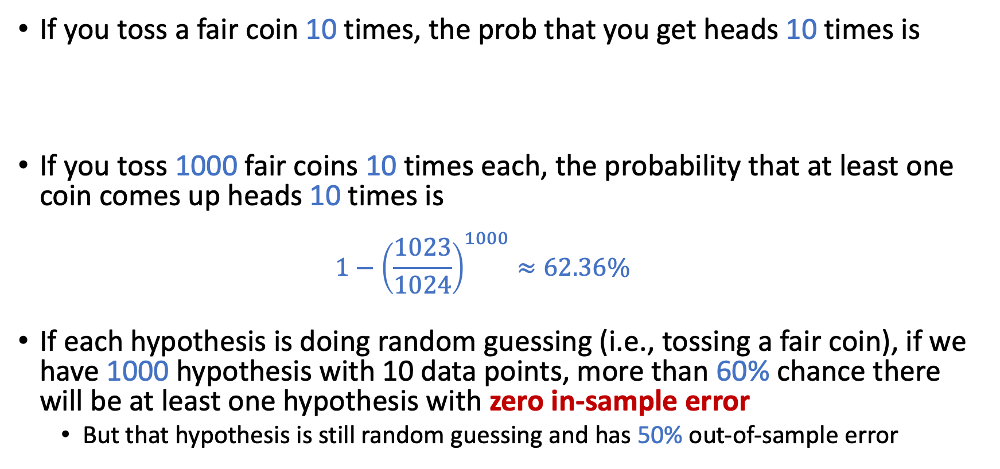 • If you toss a fair coin 10 times, the prob that you get heads 10 times is
• If you toss 1000 fair coins 10 times each, the probability that at least one
coin comes up heads 10 times is
1 − (1023/1024)^1000 ≈ 62.36%
• If each hypothesis is doing random guessing (i.e., tossing a fair coin), if we
have 1000 hypothesis with 10 data points, more than 60% chance there
will be at least one hypothesis with zero in-sample error
• But that hypothesis is still random guessing and has 50% out-of-sample error